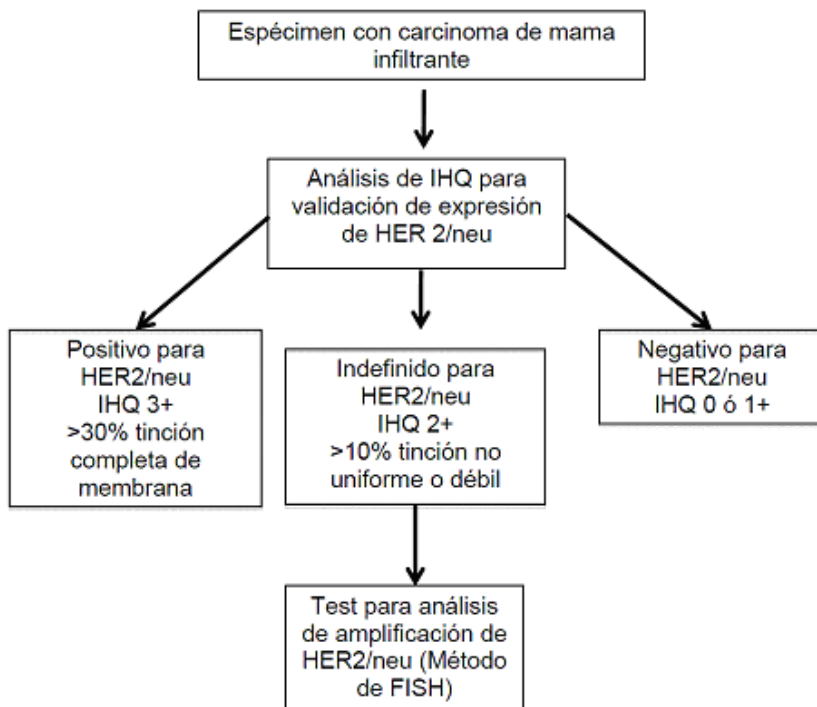 Espécimen con carcinoma de mama
infiltrante
Análisis de IHQ para
validación de expresión
de HER 2/neu
Positivo para
HER2/neu
IHQ 3+
>30% tinción
completa de
membrana
Indefinido para
HER2/neu
IHQ 2+
>10% tinción no
uniforme o débil
Negativo para
HER2/neu
IHQ 0 ó 1+
Test para análisis
de amplificación de
HER2/neu (Método
de FISH)